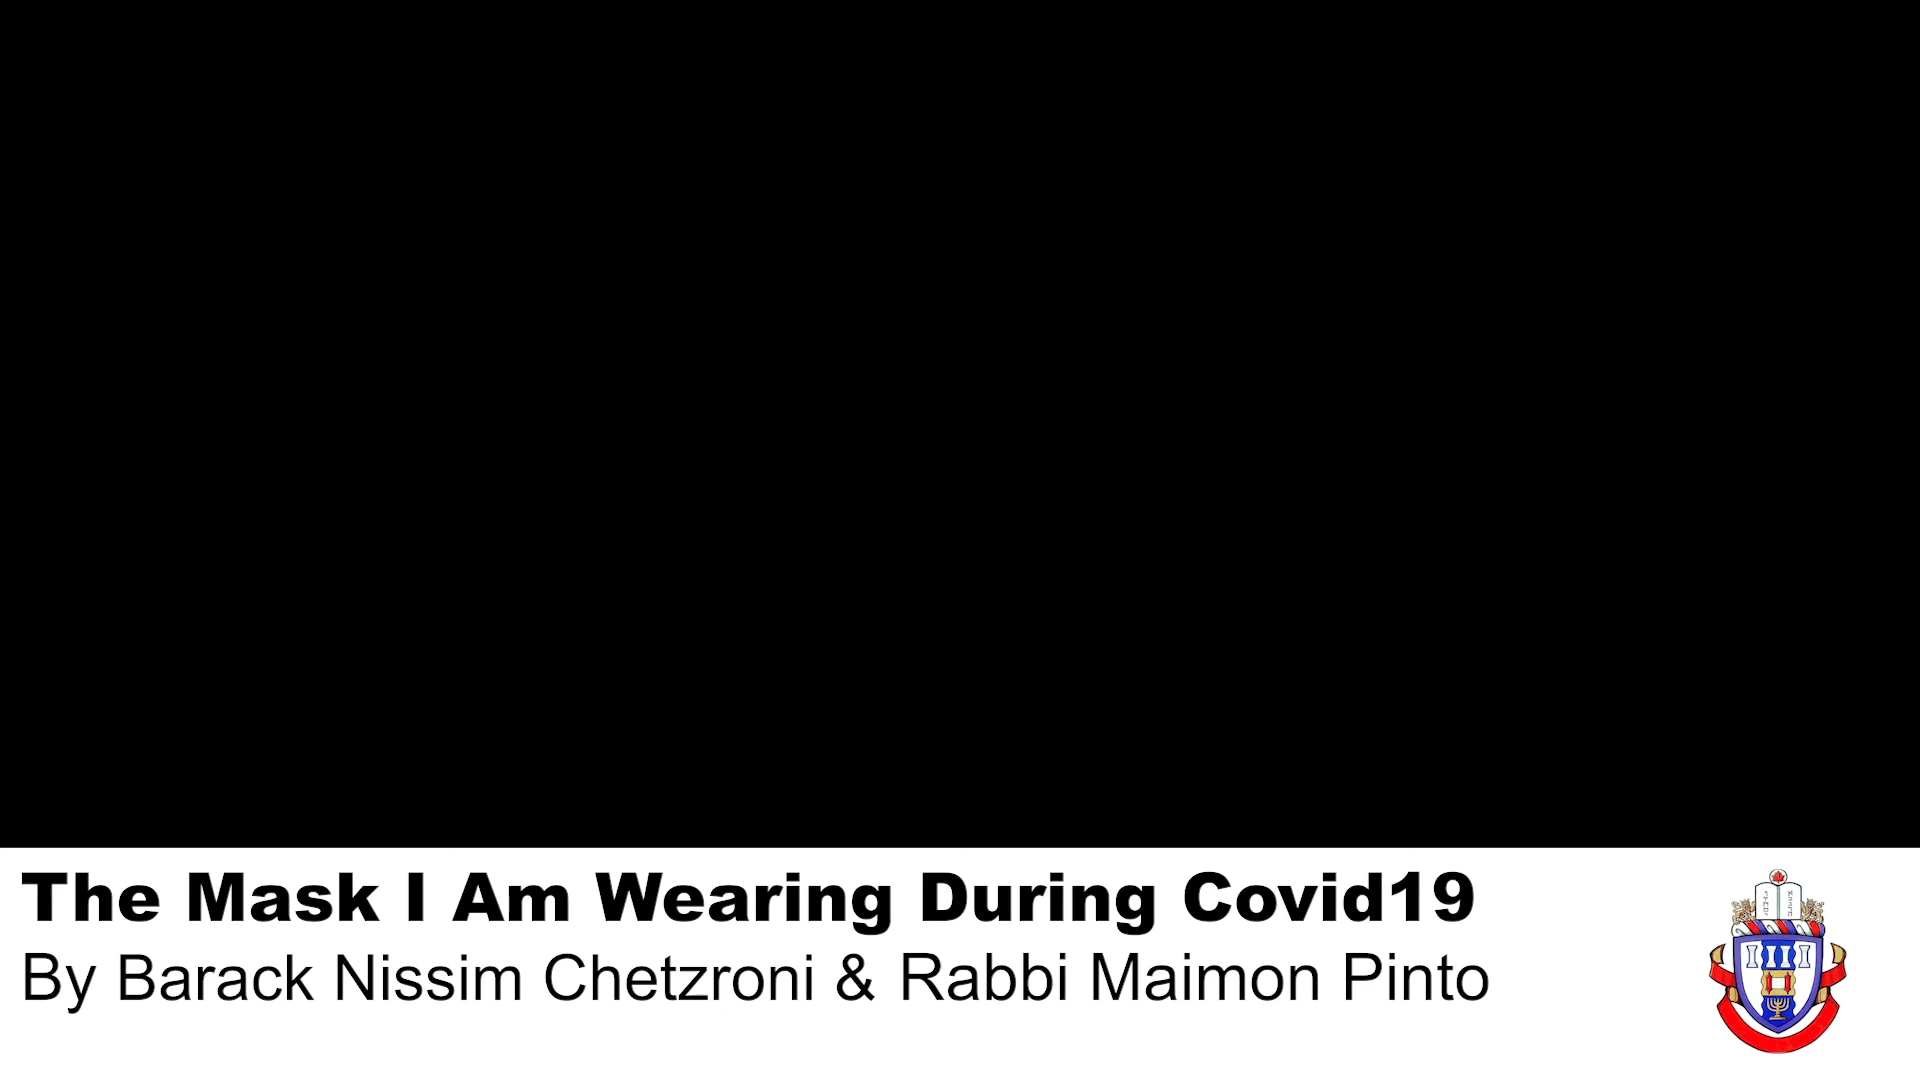 The Mask I Am Wearing During Covid19
By Barack Nissim Chetzroni & Rabbi Maimon Pinto